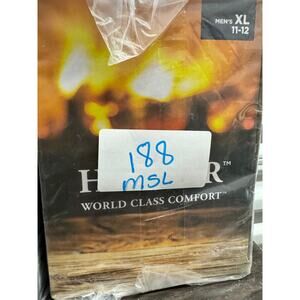 MEN'S XL
11-12
188
MSL
WORLD CLASS COMFORT™